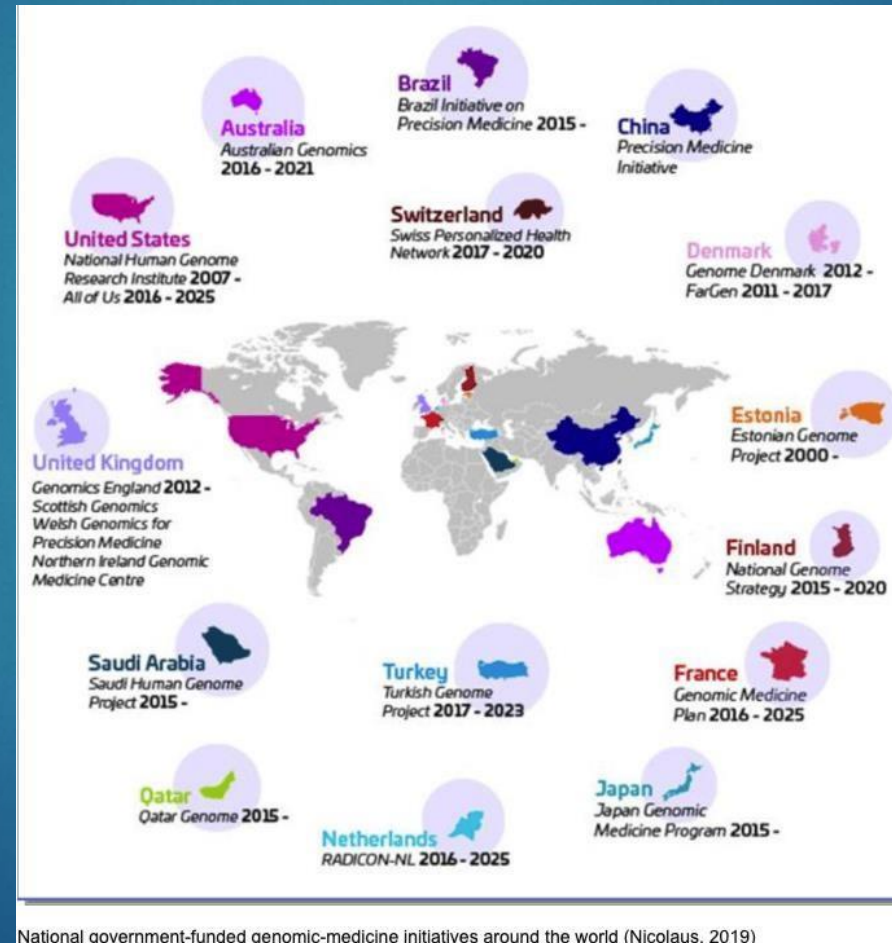 Brazil
Brazil Initiative on
Precision Medicine 2015 -
Australia
Australian Genomics
2016 - 2021
China
Precision Medicine
Initiative
United States
National Human Genome
Research Institute 2007 -
All of Us 2016 - 2025
Switzerland
Swiss Personalized Health
Network 2017 - 2020
Denmark
Genome Denmark 2012 -
FarGen 2011 - 2017
United Kingdom
Genomics England 2012 -
Scottish Genomics
Welsh Genomics for
Precision Medicine
Northern Ireland Genomic
Medicine Centre
Estonia
Estonian Genome
Project 2000 -
Finland
National Genome
Strategy 2015 - 2020
Saudi Arabia
Saudi Human Genome
Project 2015 -
Turkey
Turkish Genome
Project 2017 - 2023
France
Genomic Medicine
Plan 2016 - 2025
Qatar
Qatar Genome 2015 -
Netherlands
RADICON-NL 2016 - 2025
Japan
Japan Genomic
Medicine Program 2015 -
National government-funded genomic-medicine initiatives around the world (Nicolaus, 2019)